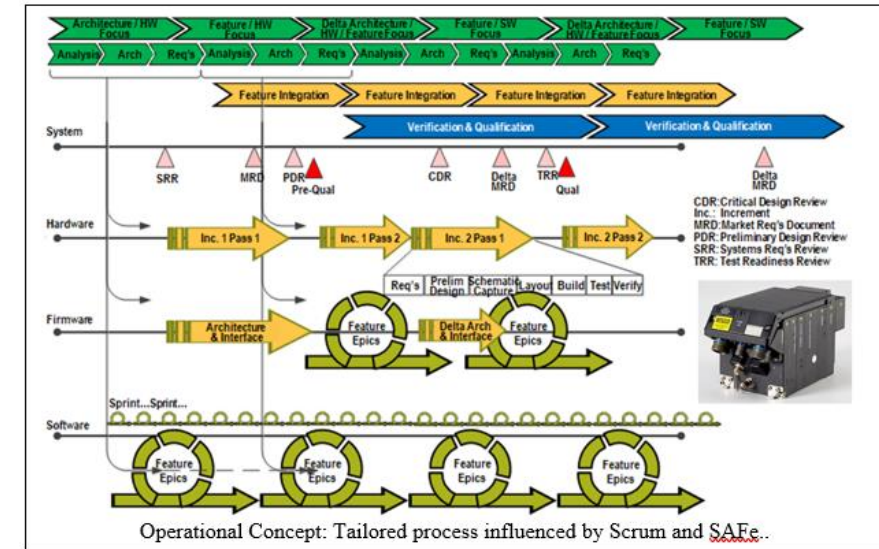 Architecture / HW Focus
Feature / HW Focus
Delta Architecture / HW / Feature Focus
Feature / SW Focus
Delta Architecture / HW / Feature Focus
Feature / SW Focus
Analysis Arch Req's Analysis Arch Req's Analysis Arch Req's Analysis Arch Req's
Feature Integration Feature Integration Feature Integration Feature Integration
Verification & Qualification Verification & Qualification
System
SRR
MRD
PDR
Pre-Qual
CDR
Delta MRD
TRR
Qual
Delta MRD
CDR: Critical Design Review
Inc.: Increment
MRD: Market Req's Document
PDR: Preliminary Design Review
SRR: Systems Req's Review
TRR: Test Readiness Review
Hardware
Inc. 1 Pass 1
Inc. 1 Pass 2
Inc. 2 Pass 1
Inc. 2 Pass 2
Req's
Prelim Design
Schematic Capture
Layout
Build
Test
Verify
Firmware
Architecture & Interface
Feature Epics
Delta Arch & Interface
Feature Epics
Sprint...Sprint...
Software
Feature Epics
Feature Epics
Feature Epics
Feature Epics
Operational Concept: Tailored process influenced by Scrum and SAFe..